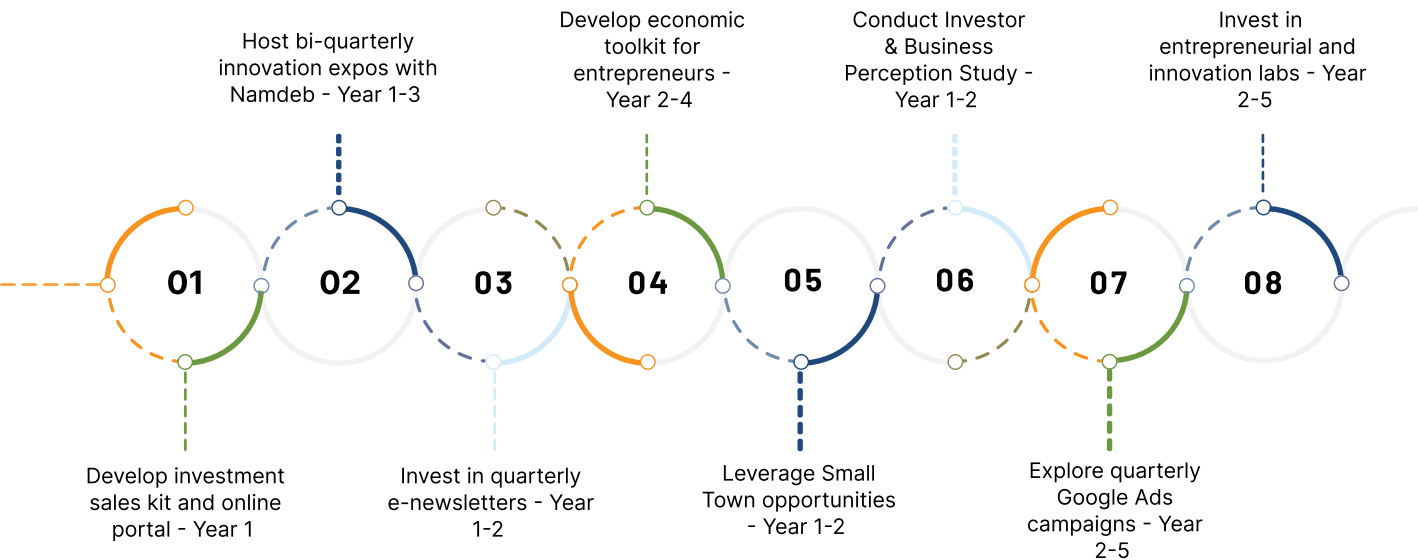 Host bi-quarterly
innovation expos with
Namdeb - Year 1-3
Develop economic
toolkit for
entrepreneurs -
Year 2-4
Conduct Investor
& Business
Perception Study -
Year 1-2
Invest in
entrepreneurial and
innovation labs - Year
2-5
01
02
03
04
05
06
07
08
Develop investment
sales kit and online
portal - Year 1
Invest in quarterly
e-newsletters - Year
1-2
Leverage Small
Town opportunities
- Year 1-2
Explore quarterly
Google Ads
campaigns - Year
2-5